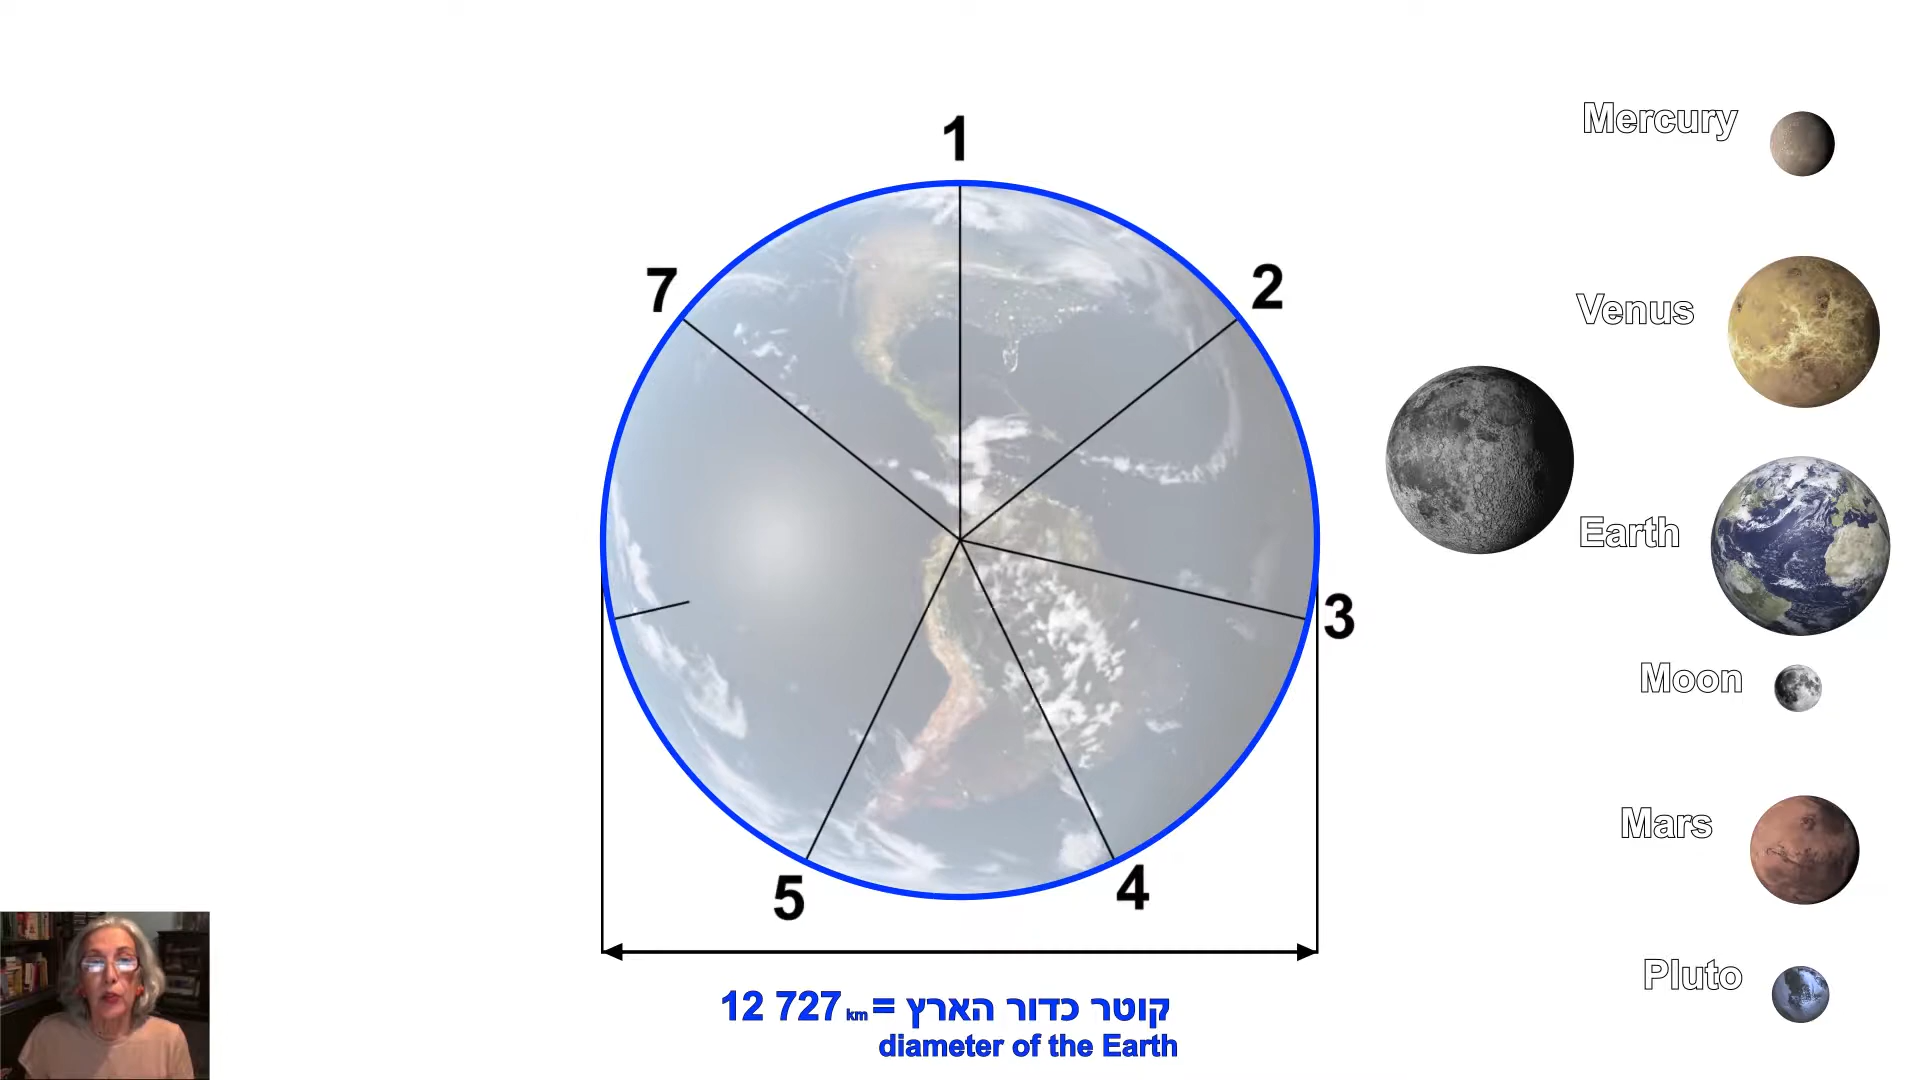 1
7
2
3
5
4
12 727 km = קוטר כדור הארץ
diameter of the Earth
Mercury
Venus
Earth
Moon
Mars
Pluto